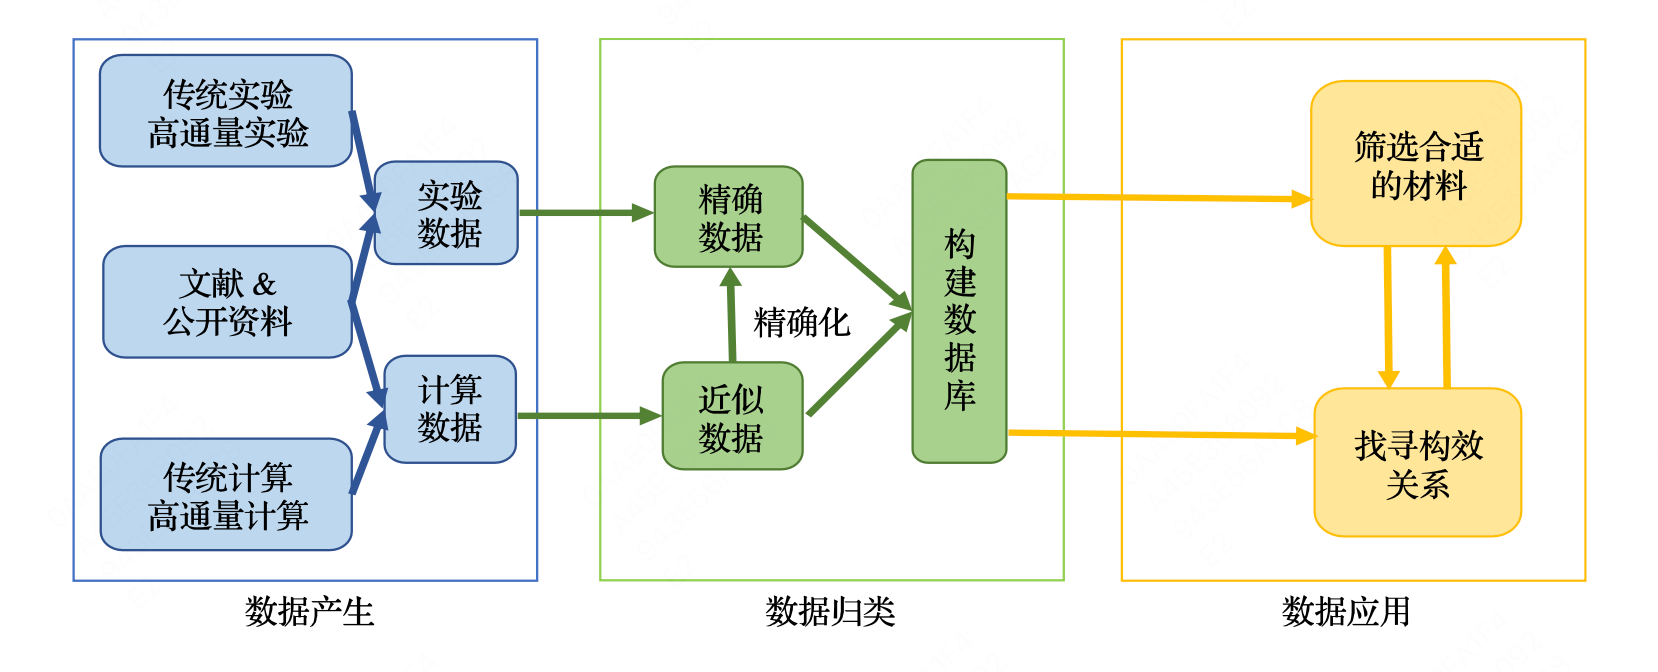 传统实验
高通量实验
实验
数据
文献 &
公开资料
计算
数据
传统计算
高通量计算
数据产生
精确
数据
精确化
近似
数据
构
建
数
据
库
数据归类
筛选合适
的材料
找寻构效
关系
数据应用